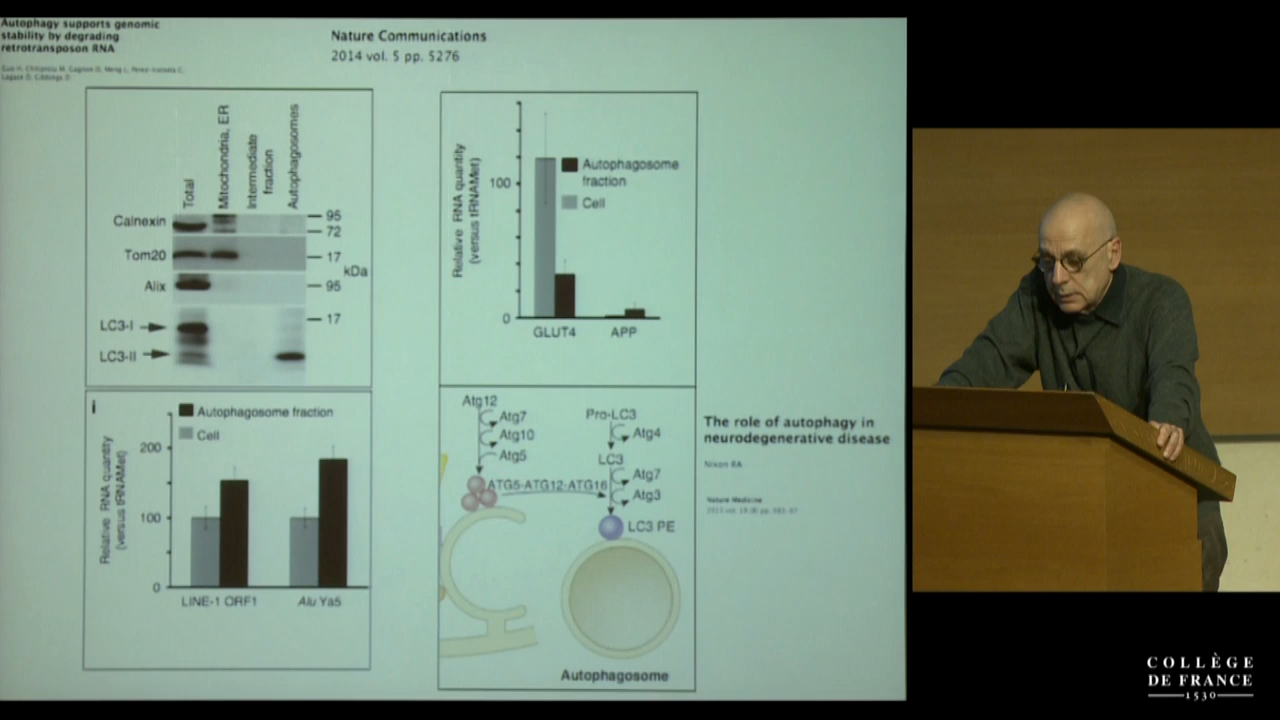 Autophagy supports genomic
stability by degrading
retrotransposon RNA
Nature Communications
2014 vol. 5 pp. 5276
Total
Mitochondria, ER
Intermediate
fraction
Autophagosomes
Calnexin
95
72
Tom20
17
kDa
Alix
95
17
LC3-I
LC3-II
Relative RNA quantity
(versus tRNAMet)
100
0
Autophagosome
fraction
Cell
GLUT4
APP
i
Autophagosome fraction
Cell
Relative RNA quantity
(versus tRNAMet)
200
100
0
LINE-1 ORF1
Alu Ya5
Atg12
Atg7
Atg10
Atg5
ATG5-ATG12-ATG16
Pro-LC3
Atg4
LC3
Atg7
Atg3
LC3 PE
Autophagosome
The role of autophagy in
neurodegenerative disease
Nixon RA
Nature Medicine
COLLÈGE
DE FRANCE
1530